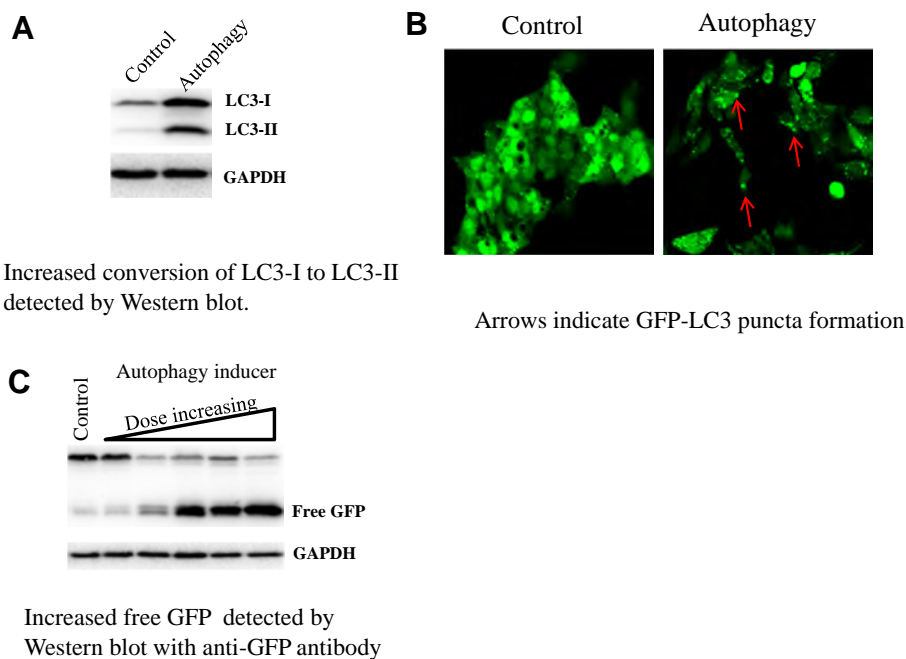 A
Control
Autophagy
LC3-I
LC3-II
GAPDH
Increased conversion of LC3-I to LC3-II
detected by Western blot.
B
Control
Autophagy
Arrows indicate GFP-LC3 puncta formation
C
Control
Autophagy inducer
Dose increasing
Free GFP
GAPDH
Increased free GFP detected by
Western blot with anti-GFP antibody